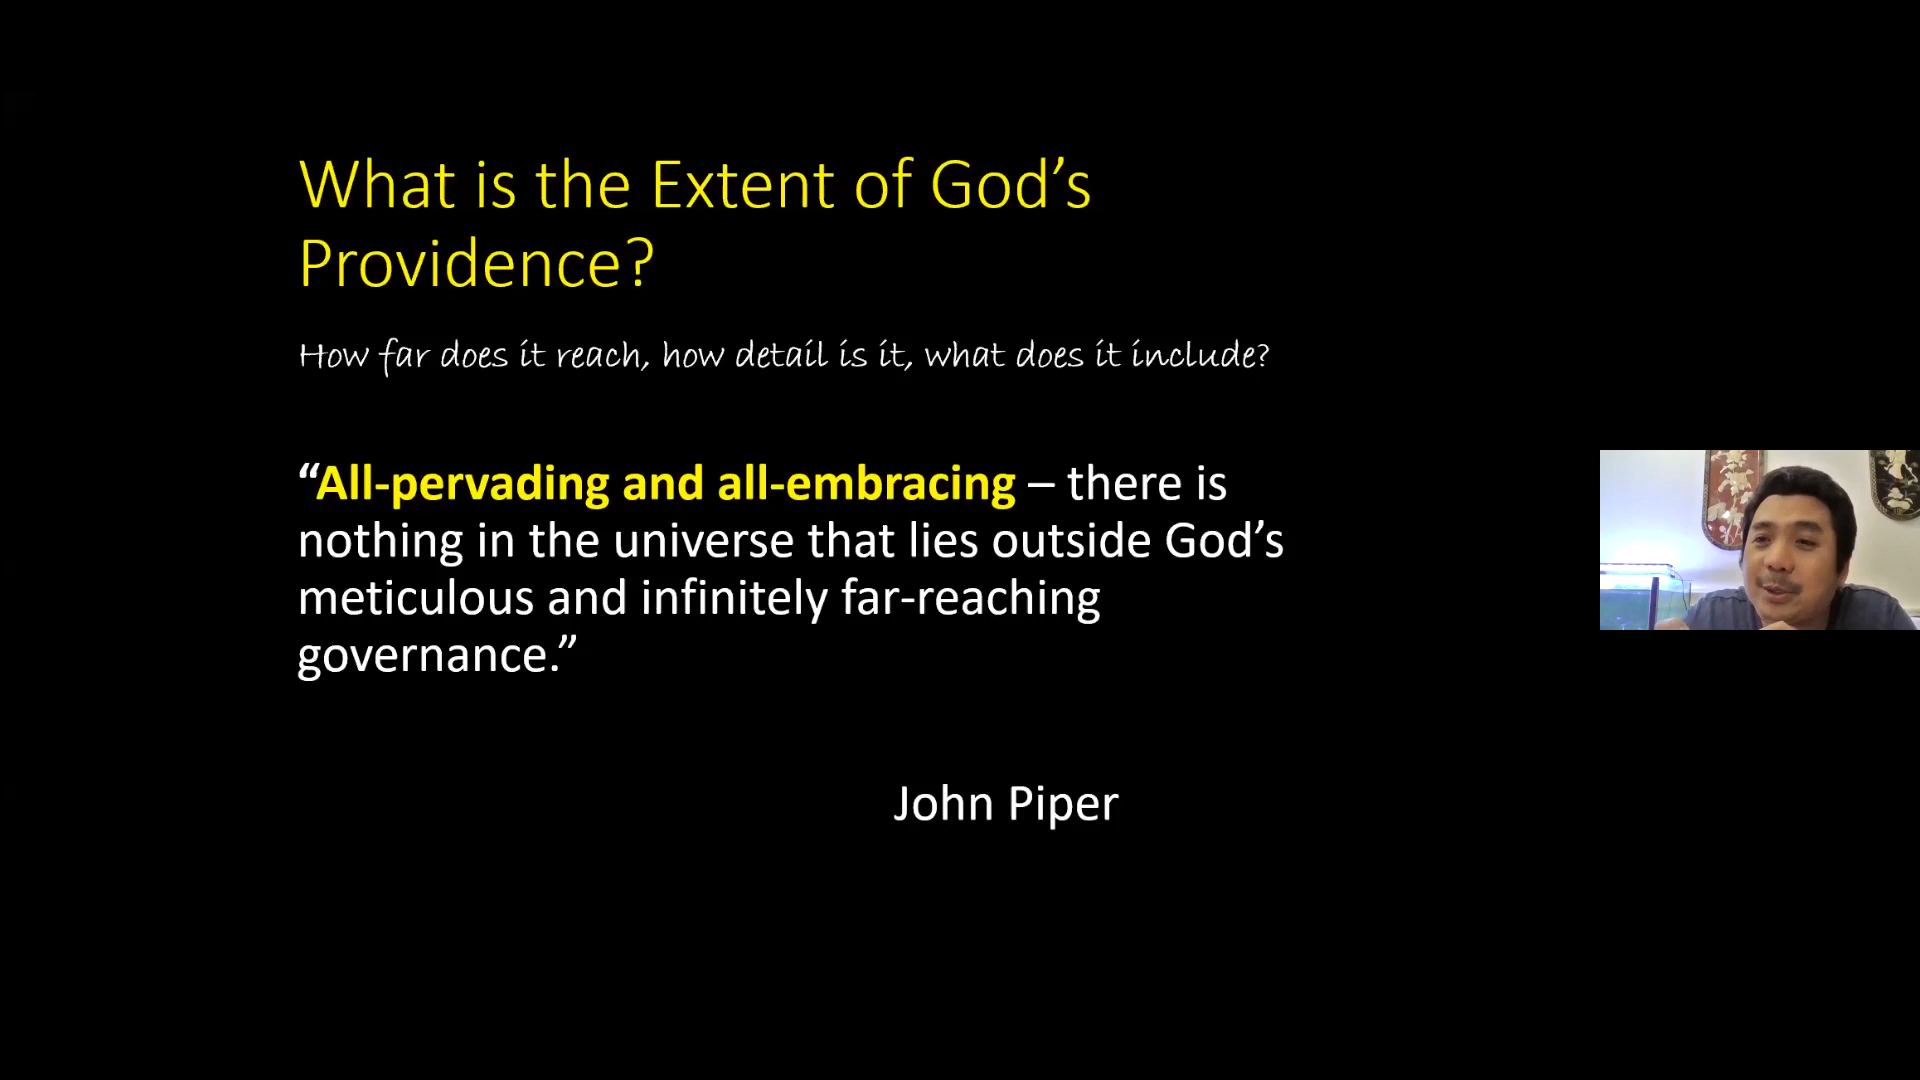 What is the Extent of God’s
Providence?
How far does it reach, how detail is it, what does it include?
“All-pervading and all-embracing – there is
nothing in the universe that lies outside God’s
meticulous and infinitely far-reaching
governance.”
John Piper